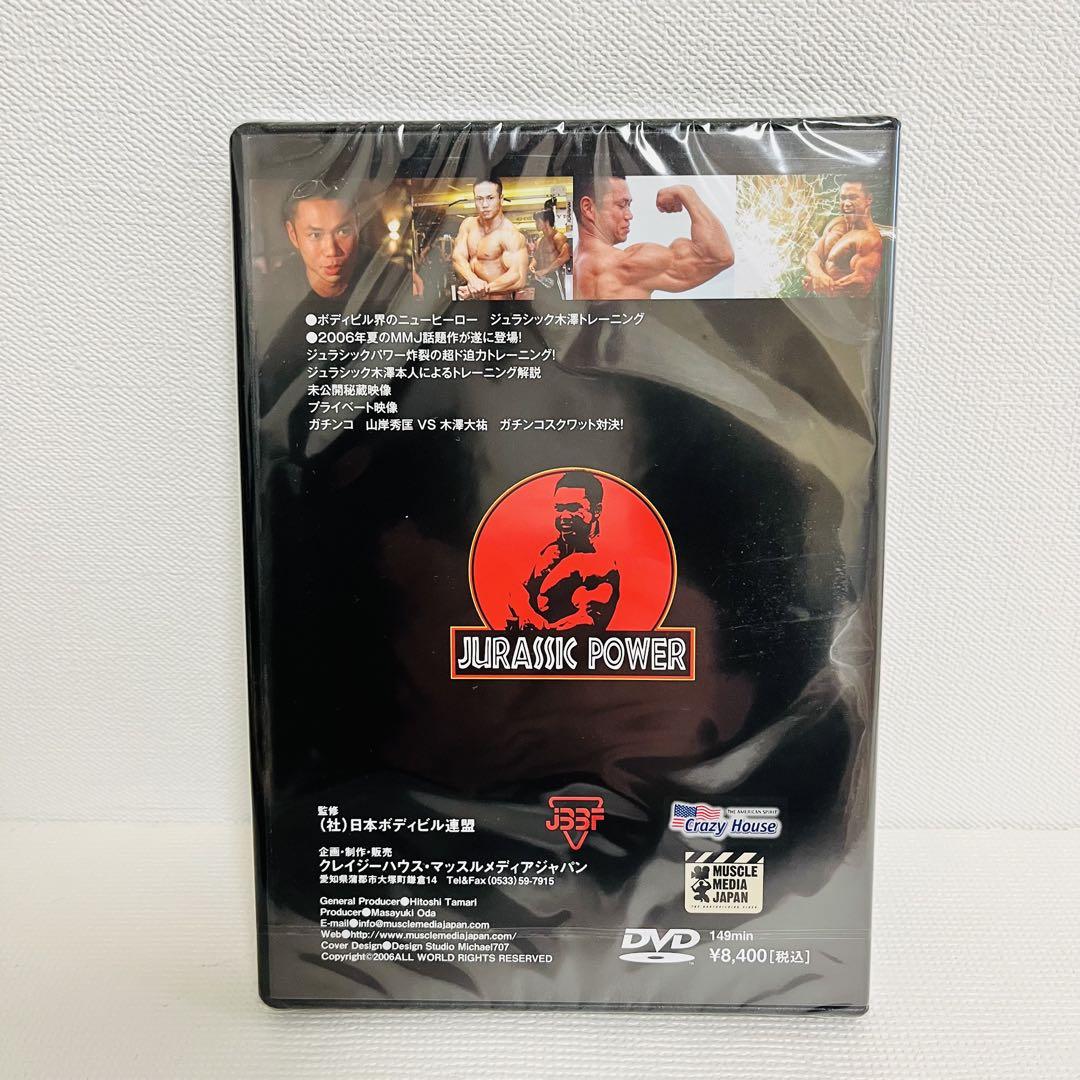 ●ボディビル界のニューヒーロー　ジュラシック木澤トレーニング
●2006年夏のMMJ話題作が遂に登場!
ジュラシックパワー炸裂の超ド迫力トレーニング!
ジュラシック木澤本人によるトレーニング解説
未公開秘蔵映像
プライベート映像
ガチンコ　山岸秀匡 VS 木澤大祐　ガチンコスクワット対決!
JURASSIC POWER
監修
(社)日本ボディビル連盟
JBBF
THE AMERICAN SPIRIT
Crazy House
企画・制作・販売
クレイジーハウス・マッスルメディアジャパン
愛知県蒲郡市大塚町鎌倉14　Tel&Fax(0533)59-7915
MUSCLE
MEDIA
JAPAN
THE BODYBUILDING VIDEO
General Producer●Hitoshi Tamari
Producer●Masayuki Oda
E-mail●info@musclemediajapan.com
Web●http://www.musclemediajapan.com/
Cover Design●Design Studio Michael707
Copyright©2006ALL WORLD RIGHTS RESERVED
DVD
149min
¥8,400[税込]